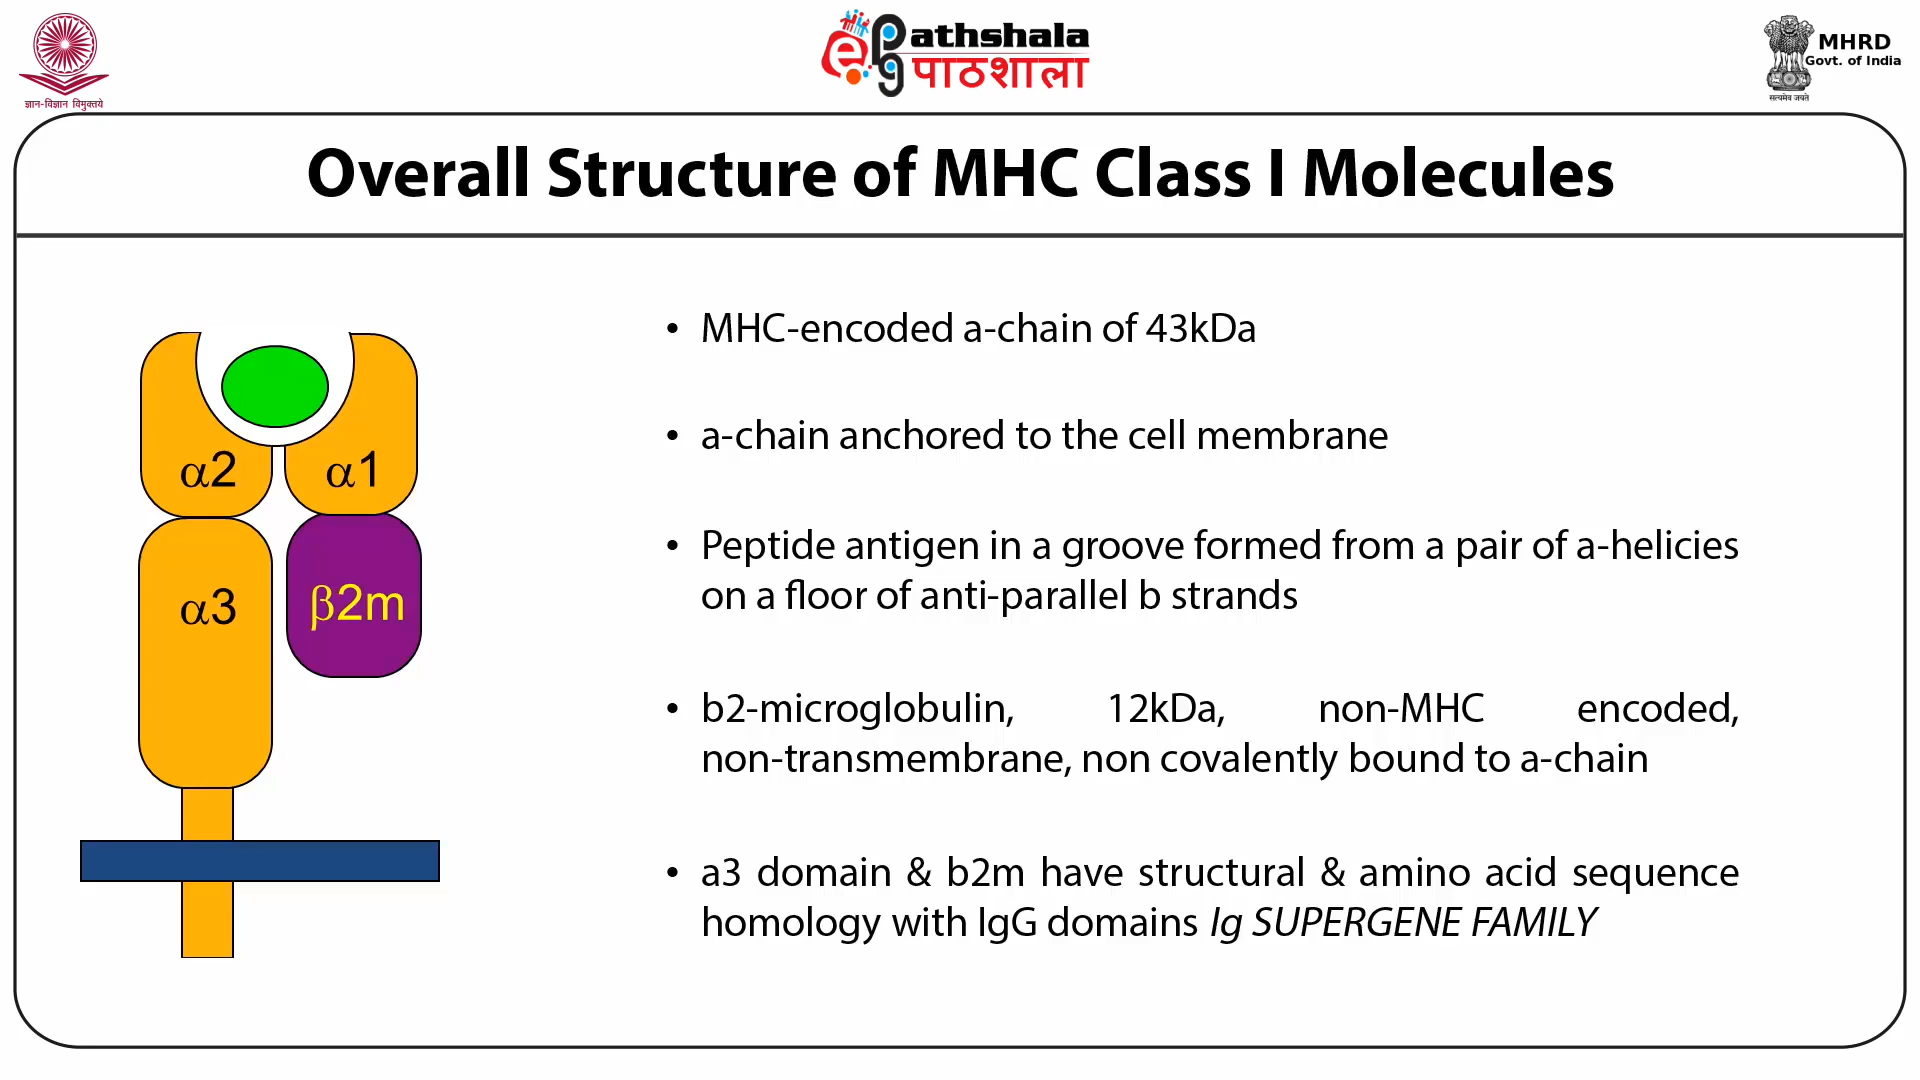 ज्ञान-विज्ञान विमुक्तये
ePathshala
पाठशाला
MHRD
Govt. of India
सत्यमेव जयते
Overall Structure of MHC Class I Molecules
α2 α1
α3 β2m
• MHC-encoded a-chain of 43kDa
• a-chain anchored to the cell membrane
• Peptide antigen in a groove formed from a pair of a-helicies
on a floor of anti-parallel b strands
• b2-microglobulin, 12kDa, non-MHC encoded,
non-transmembrane, non covalently bound to a-chain
• a3 domain & b2m have structural & amino acid sequence
homology with IgG domains Ig SUPERGENE FAMILY